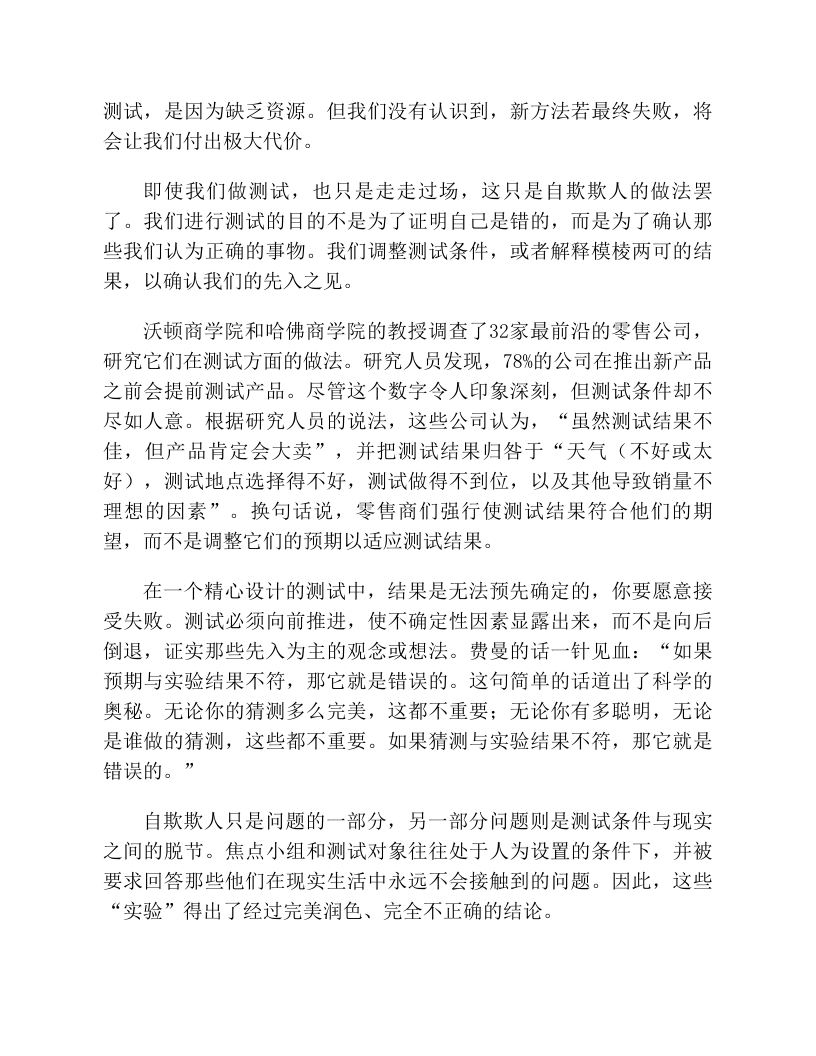 测试，是因为缺乏资源。但我们没有认识到，新方法若最终失败，将
会让我们付出极大代价。
即使我们做测试，也只是走走过场，这只是自欺欺人的做法罢
了。我们进行测试的目的不是为了证明自己是错的，而是为了确认那
些我们认为正确的事物。我们调整测试条件，或者解释模棱两可的结
果，以确认我们的先入之见。
沃顿商学院和哈佛商学院的教授调查了32家最前沿的零售公司，
研究它们在测试方面的做法。研究人员发现，78%的公司在推出新产品
之前会提前测试产品。尽管这个数字令人印象深刻，但测试条件却不
尽如人意。根据研究人员的说法，这些公司认为，“虽然测试结果不
佳，但产品肯定会大卖”，并把测试结果归咎于“天气（不好或太
好），测试地点选择得不好，测试做得不到位，以及其他导致销量不
理想的因素”。换句话说，零售商们强行使测试结果符合他们的期
望，而不是调整它们的预期以适应测试结果。
在一个精心设计的测试中，结果是无法预先确定的，你要愿意接
受失败。测试必须向前推进，使不确定性因素显露出来，而不是向后
倒退，证实那些先入为主的观念或想法。费曼的话一针见血：“如果
预期与实验结果不符，那它就是错误的。这句简单的话道出了科学的
奥秘。无论你的猜测多么完美，这都不重要；无论你有多聪明，无论
是谁做的猜测，这些都不重要。如果猜测与实验结果不符，那它就是
错误的。”
自欺欺人只是问题的一部分，另一部分问题则是测试条件与现实
之间的脱节。焦点小组和测试对象往往处于人为设置的条件下，并被
要求回答那些他们在现实生活中永远不会接触到的问题。因此，这些
“实验”得出了经过完美润色、完全不正确的结论。